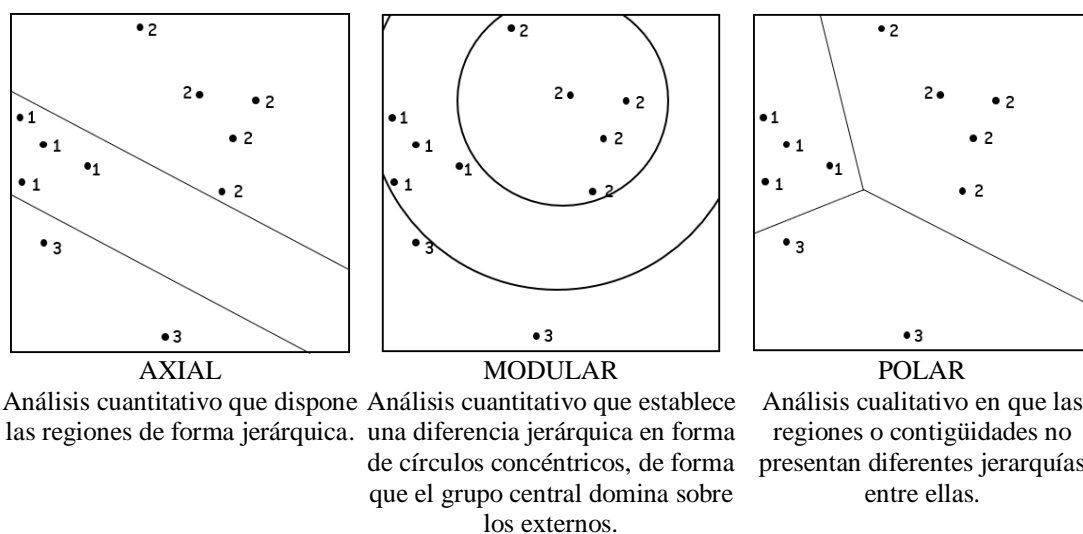 2
2
2
2
2
1
1
1
1
3
3
2
2
2
2
2
1
1
1
1
3
3
2
2
2
2
2
1
1
1
1
3
3
AXIAL
Análisis cuantitativo que dispone
las regiones de forma jerárquica.
MODULAR
Análisis cuantitativo que establece
una diferencia jerárquica en forma
de círculos concéntricos, de forma
que el grupo central domina sobre
los externos.
POLAR
Análisis cualitativo en que las
regiones o contigüidades no
presentan diferentes jerarquías
entre ellas.